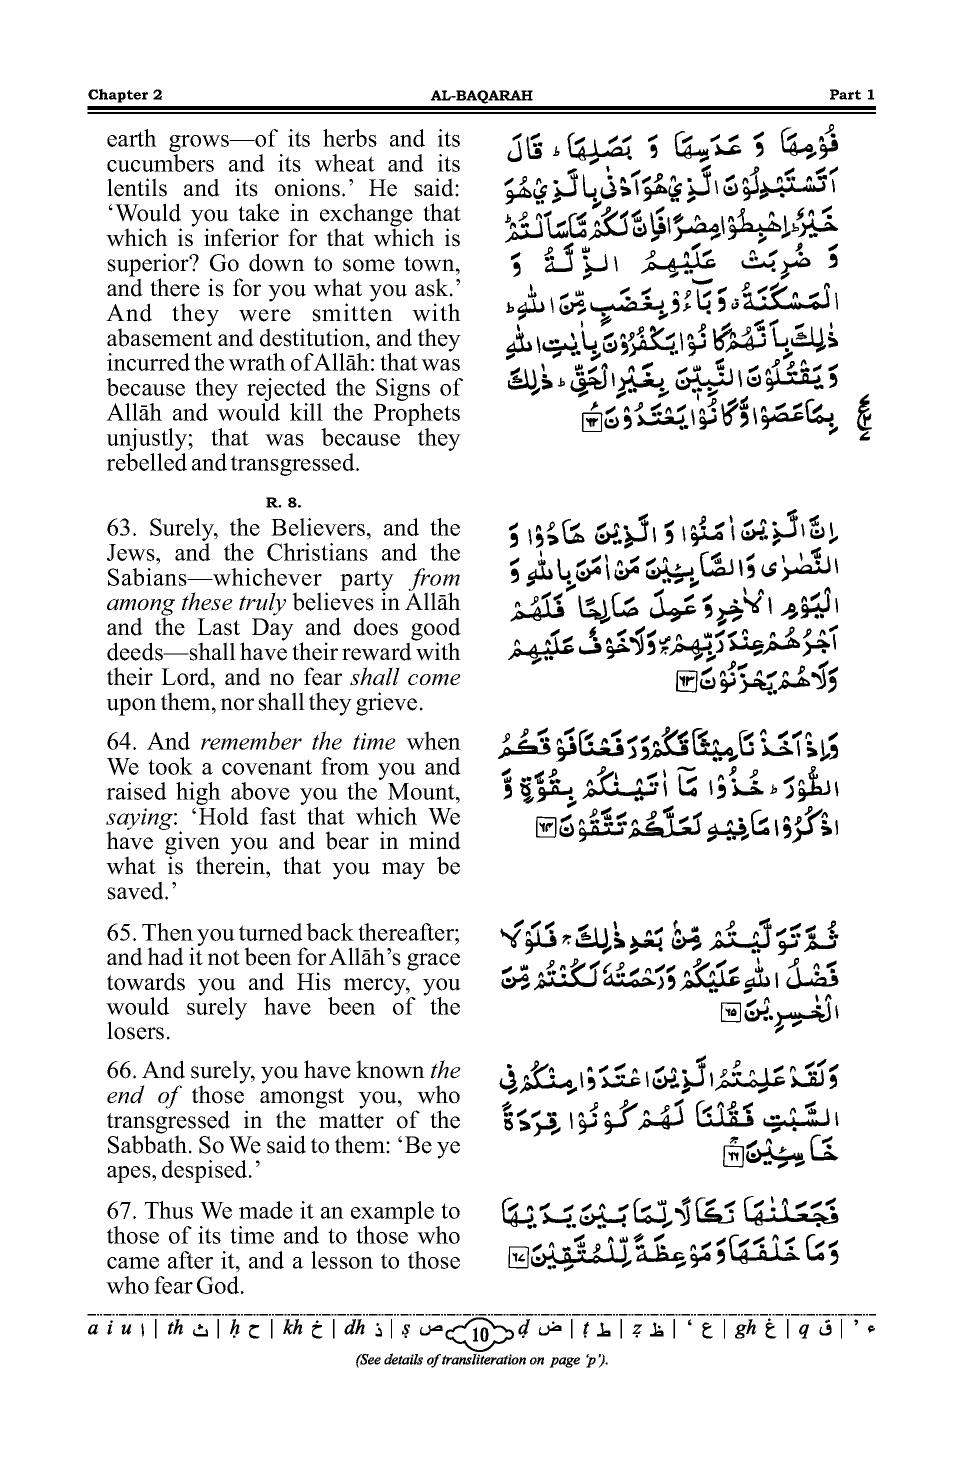 Chapter 2 AL-BAQARAH Part 1
earth grows—of its herbs and its
cucumbers and its wheat and its
lentils and its onions.’ He said:
‘Would you take in exchange that
which is inferior for that which is
superior? Go down to some town,
and there is for you what you ask.’
And they were smitten with
abasement and destitution, and they
incurred the wrath of Allāh: that was
because they rejected the Signs of
Allāh and would kill the Prophets
unjustly; that was because they
rebelled and transgressed.
فُوْمِهَا وَ عَدَسِهَا وَ بَصَلِهَا ؕ قَالَ
اَتَسْتَبْدِلُوْنَ الَّذِيْ هُوَ اَدْنٰى بِالَّذِيْ هُوَ
خَيْرٌ ؕ اِهْبِطُوْا مِصْرًا فَاِنَّ لَكُمْ مَّا سَاَلْتُمْ ؕ
وَ ضُرِبَتْ عَلَيْهِمُ الذِّلَّةُ وَ
الْمَسْكَنَةُ ٭ وَ بَآءُوْ بِغَضَبٍ مِّنَ اللّٰهِ ؕ
ذٰلِكَ بِاَنَّهُمْ كَانُوْا يَكْفُرُوْنَ بِاٰيٰتِ اللّٰهِ
وَ يَقْتُلُوْنَ النَّبِيّٖنَ بِغَيْرِ الْحَقِّ ؕ ذٰلِكَ
بِمَا عَصَوْا وَّ كَانُوْا يَعْتَدُوْنَ ﴿۶۲﴾
R. 8.
63. Surely, the Believers, and the
Jews, and the Christians and the
Sabians—whichever party from
among these truly believes in Allāh
and the Last Day and does good
deeds—shall have their reward with
their Lord, and no fear shall come
upon them, nor shall they grieve.
اِنَّ الَّذِيْنَ اٰمَنُوْا وَ الَّذِيْنَ هَادُوْا وَ
النَّصٰرٰى وَ الصَّابِـِٕيْنَ مَنْ اٰمَنَ بِاللّٰهِ وَ
الْيَوْمِ الْاٰخِرِ وَ عَمِلَ صَالِحًا فَلَهُمْ
اَجْرُهُمْ عِنْدَ رَبِّهِمْ ۪ وَ لَا خَوْفٌ عَلَيْهِمْ
وَ لَا هُمْ يَحْزَنُوْنَ ﴿۶۳﴾
64. And remember the time when
We took a covenant from you and
raised high above you the Mount,
saying: ‘Hold fast that which We
have given you and bear in mind
what is therein, that you may be
saved.’
وَ اِذْ اَخَذْنَا مِيْثَاقَكُمْ وَ رَفَعْنَا فَوْقَكُمُ
الطُّوْرَ ؕ خُذُوْا مَاۤ اٰتَيْنٰكُمْ بِقُوَّةٍ وَّ
اذْكُرُوْا مَا فِيْهِ لَعَلَّكُمْ تَتَّقُوْنَ ﴿۶۴﴾
65. Then you turned back thereafter;
and had it not been for Allāh’s grace
towards you and His mercy, you
would surely have been of the
losers.
ثُمَّ تَوَلَّيْتُمْ مِّنْۢ بَعْدِ ذٰلِكَ ۚ فَلَوْ لَا
فَضْلُ اللّٰهِ عَلَيْكُمْ وَ رَحْمَتُهٗ لَكُنْتُمْ مِّنَ
الْخٰسِرِيْنَ ﴿۶۵﴾
66. And surely, you have known the
end of those amongst you, who
transgressed in the matter of the
Sabbath. So We said to them: ‘Be ye
apes, despised.’
وَ لَقَدْ عَلِمْتُمُ الَّذِيْنَ اعْتَدَوْا مِنْكُمْ فِي
السَّبْتِ فَقُلْنَا لَهُمْ كُوْنُوْا قِرَدَةً
خَاسِـِٕيْنَ ﴿۶۶﴾
67. Thus We made it an example to
those of its time and to those who
came after it, and a lesson to those
who fear God.
فَجَعَلْنٰهَا نَكَالًا لِّمَا بَيْنَ يَدَيْهَا
وَ مَا خَلْفَهَا وَ مَوْعِظَةً لِّلْمُتَّقِيْنَ ﴿۶۷﴾
a i u ا | th ث | ḥ ح | kh خ | dh ذ | ṣ ص 10 ḍ ض | ṭ ط | ẓ ظ | ‘ ع | gh غ | q ق | ’ ء
(See details of transliteration on page ‘p’).